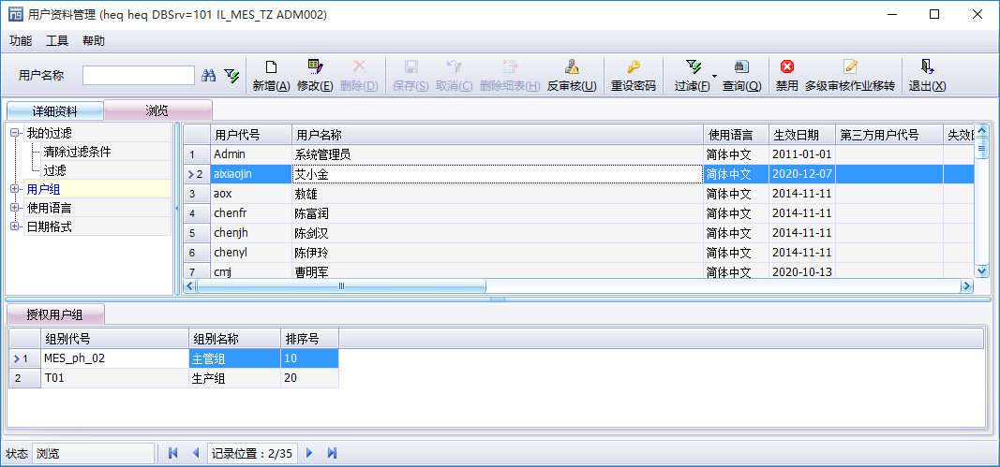 用户资料管理 (heq heq DBSrv=101 IL_MES_TZ ADM002)
功能 工具 帮助
用户名称 新增(A) 修改(E) 删除(D) 保存(S) 取消(C) 删除细表(H) 反审核(U) 重设密码 过滤(F) 查询(Q) 禁用 多级审核作业移转 退出(X)
详细资料 浏览
我的过滤
清除过滤条件
过滤
用户组
使用语言
日期格式
用户代号 用户名称 使用语言 生效日期 第三方用户代号 失效
1 Admin 系统管理员 简体中文 2011-01-01
2 aixiaojin 艾小金 简体中文 2020-12-07
3 aox 敖雄 简体中文 2014-11-11
4 chenfr 陈富润 简体中文 2014-11-11
5 chenjh 陈剑汉 简体中文 2014-11-11
6 chenyl 陈伊玲 简体中文 2014-11-11
7 cmj 曹明军 简体中文 2020-10-13
授权用户组
组别代号 组别名称 排序号
1 MES_ph_02 主管组 10
2 T01 生产组 20
状态 浏览 记录位置：2/35